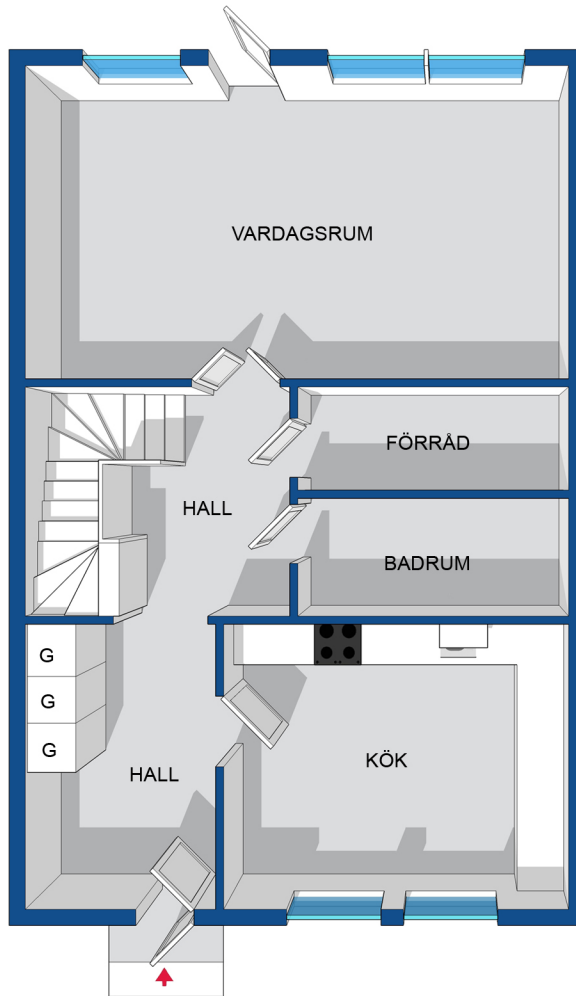 VARDAGSRUM
FÖRRÅD
HALL
BADRUM
G
G
G
HALL
KÖK